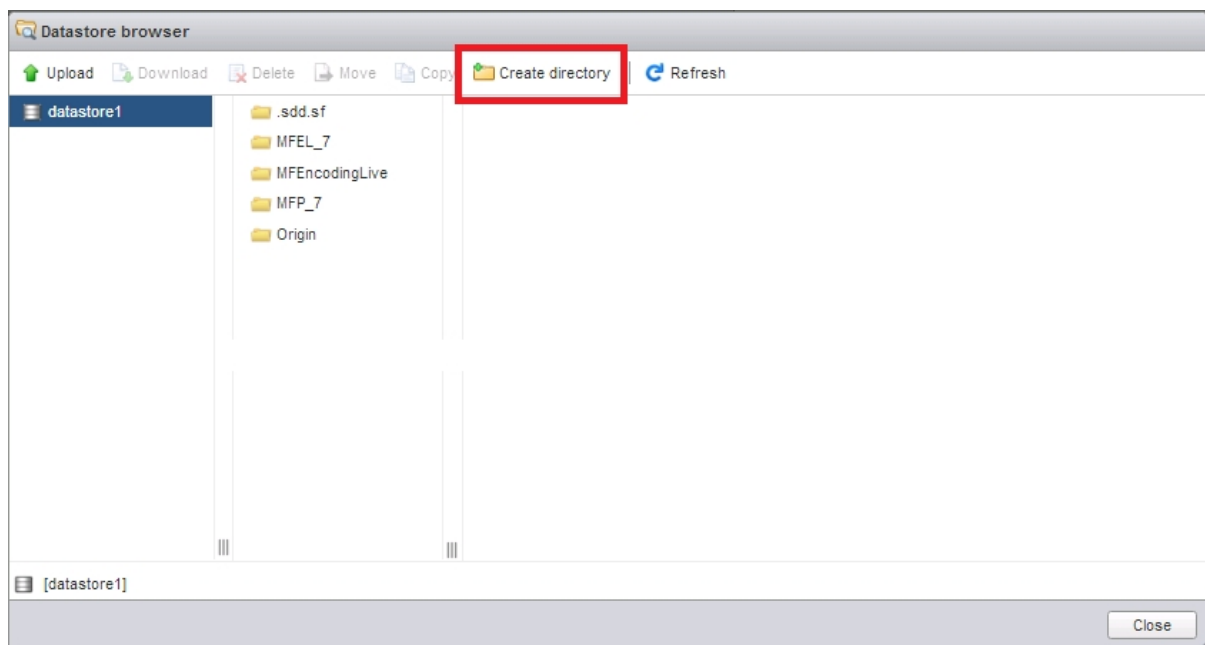 Datastore browser
Upload Download Delete Move Copy Create directory Refresh
datastore1
.sdd.sf
MFEL_7
MFEncodingLive
MFP_7
Origin
[datastore1]
Close